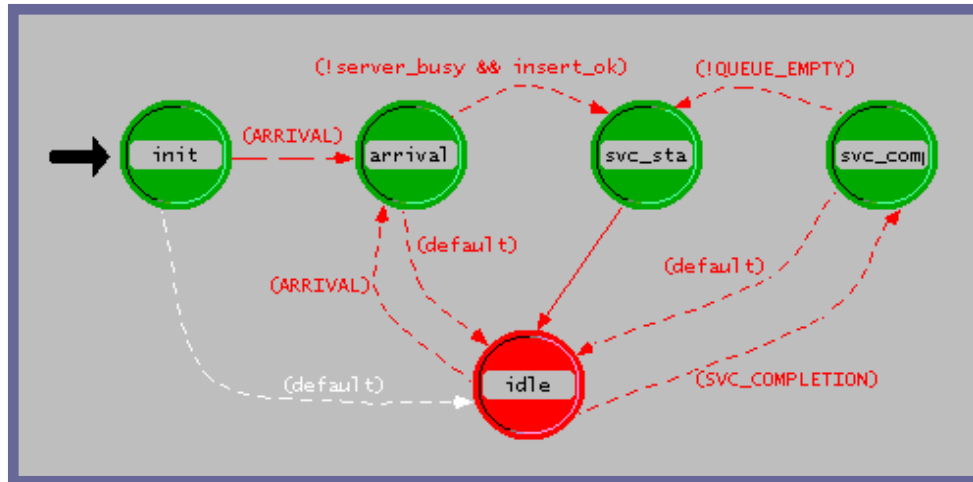 (!server_busy && insert_ok)
(!QUEUE_EMPTY)
(ARRIVAL)
init
arrival
svc_sta
svc_comp
(default)
(default)
(ARRIVAL)
(default)
idle
(SVC_COMPLETION)